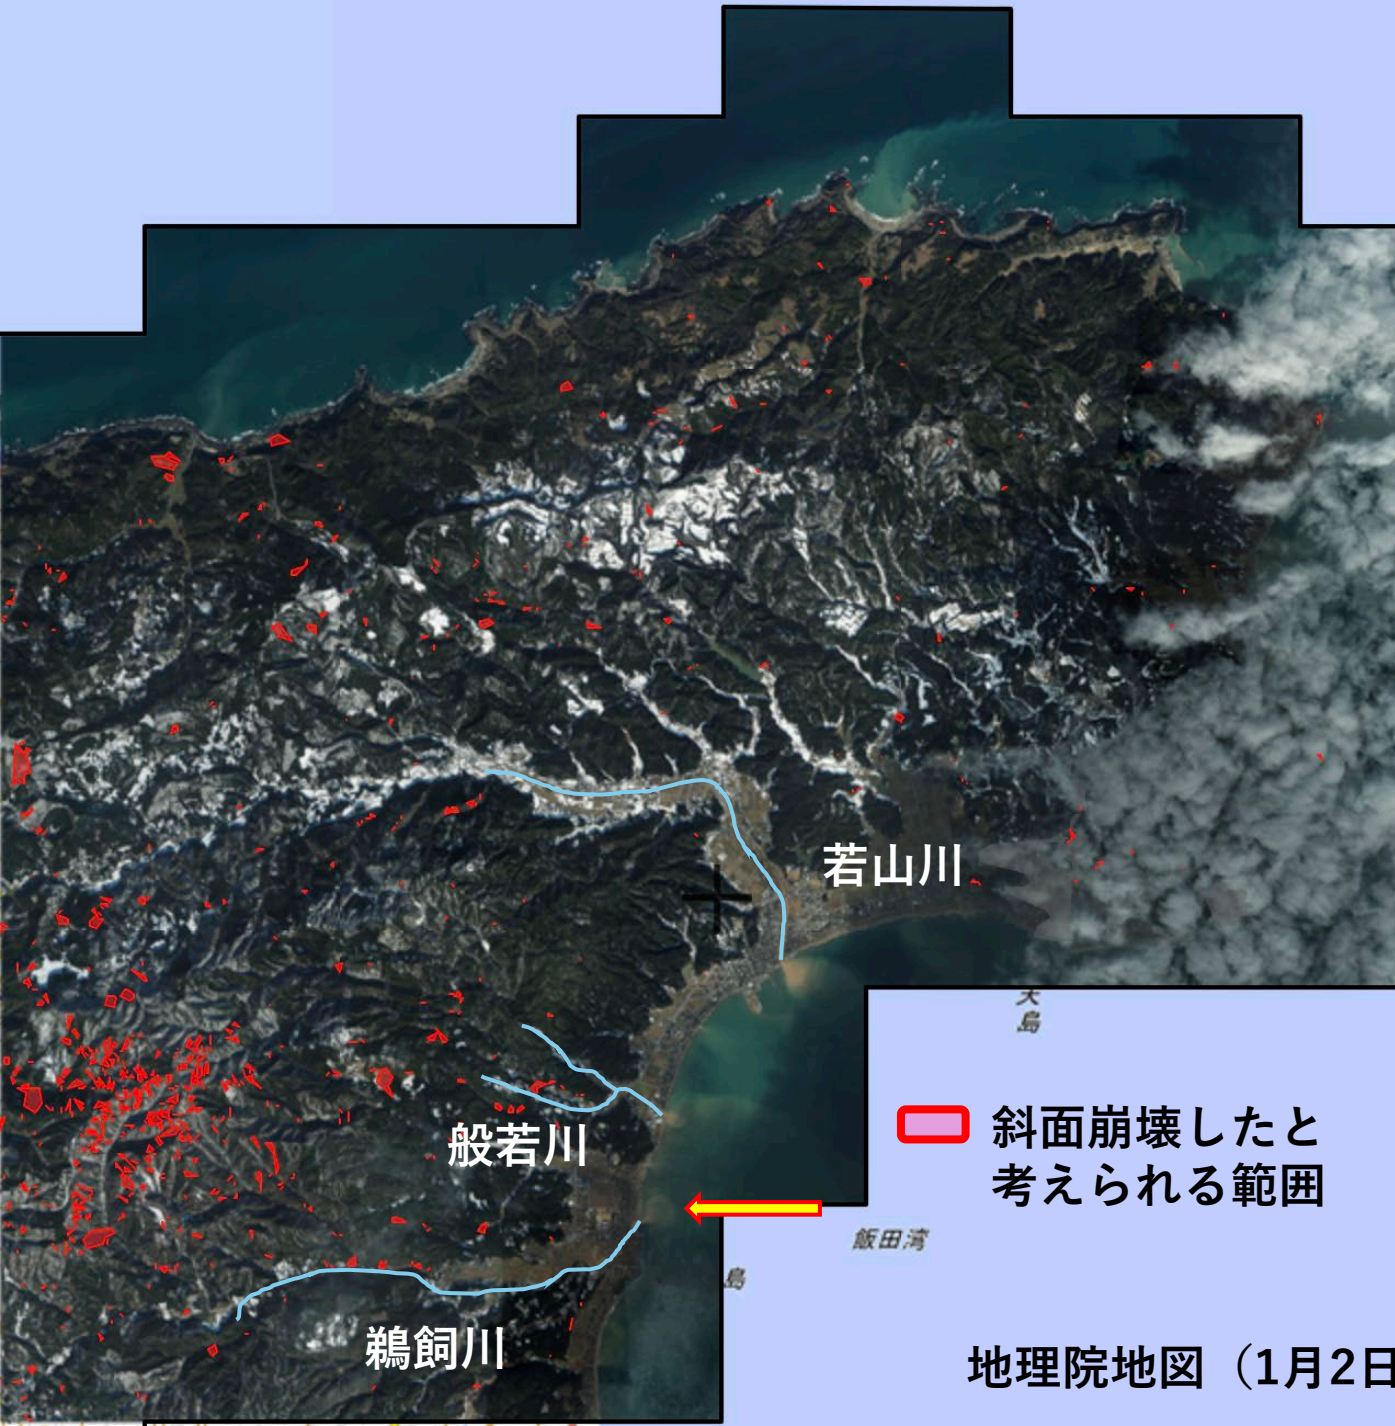 若山川
大
島
般若川
斜面崩壊したと
考えられる範囲
飯田湾
島
鵜飼川
地理院地図（1月2日